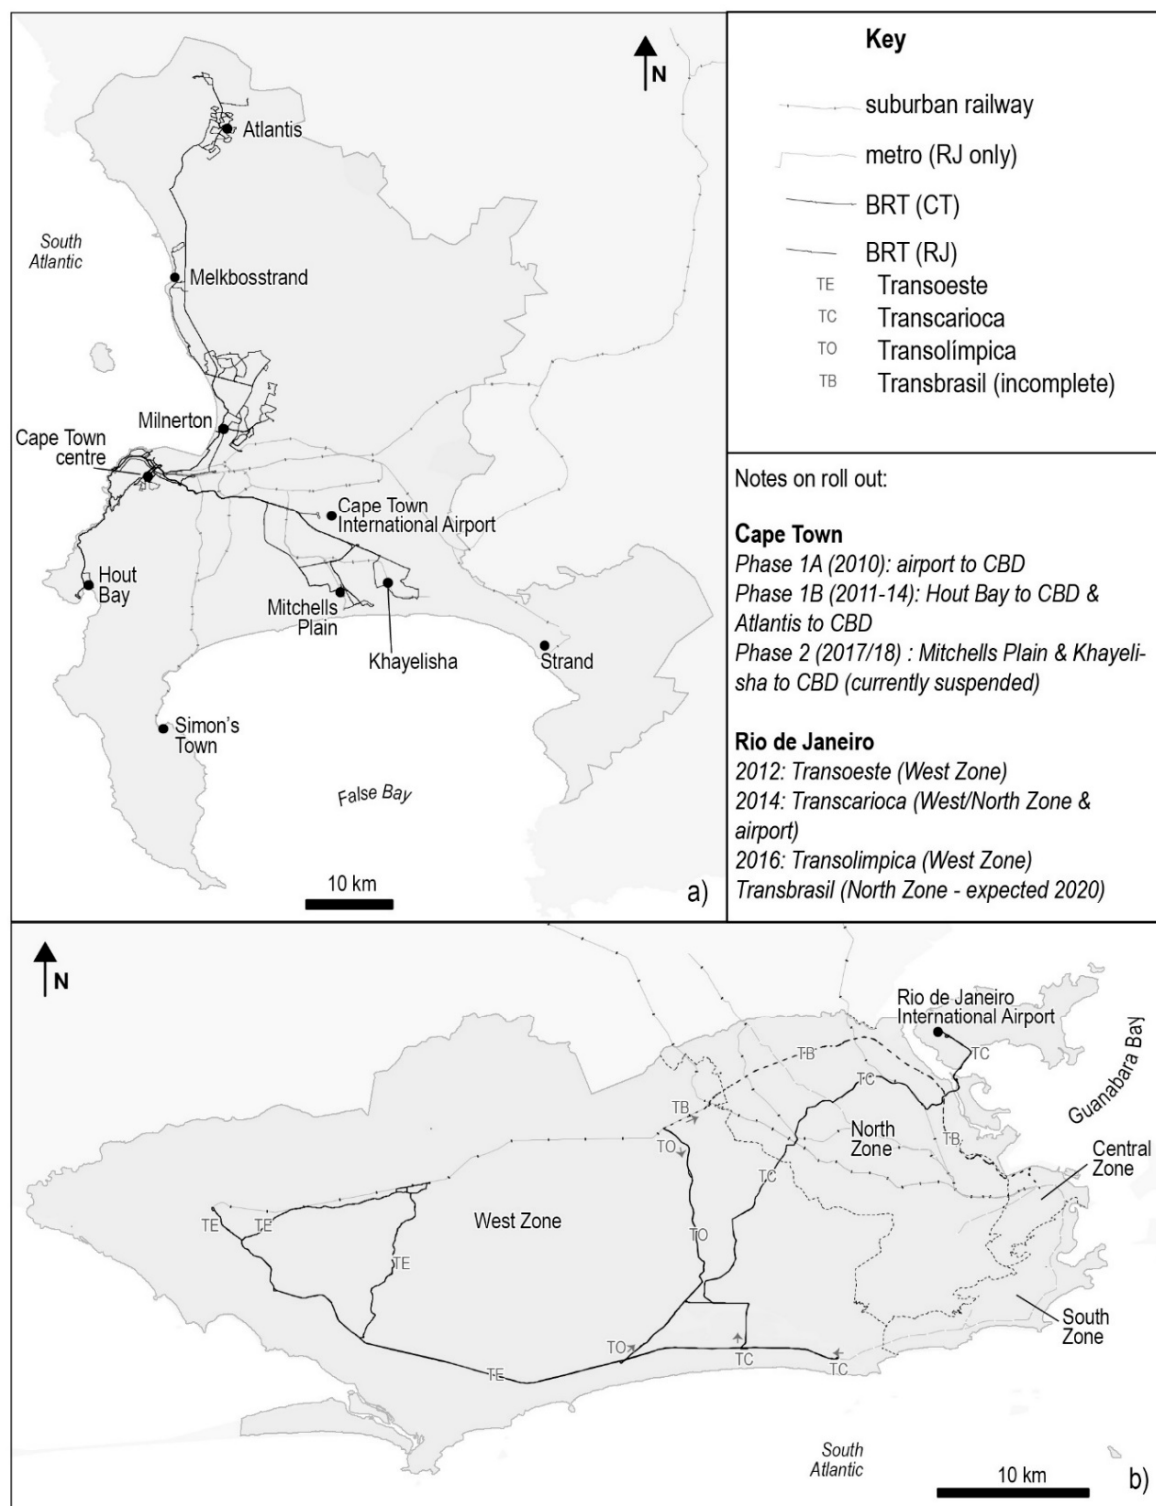 N
Atlantis
South
Atlantic
Melkbosstrand
Milnerton
Cape Town
centre
Cape Town
International Airport
Hout
Bay
Mitchells
Plain
Khayelisha
Strand
Simon's
Town
False Bay
10 km
a)
Key
suburban railway
metro (RJ only)
BRT (CT)
BRT (RJ)
TE Transoeste
TC Transcarioca
TO Transolímpica
TB Transbrasil (incomplete)
Notes on roll out:
Cape Town
Phase 1A (2010): airport to CBD
Phase 1B (2011-14): Hout Bay to CBD &
Atlantis to CBD
Phase 2 (2017/18) : Mitchells Plain & Khayeli-
sha to CBD (currently suspended)
Rio de Janeiro
2012: Transoeste (West Zone)
2014: Transcarioca (West/North Zone &
airport)
2016: Transolimpica (West Zone)
Transbrasil (North Zone - expected 2020)
N
Rio de Janeiro
International Airport
TC
Guanabara Bay
TB
TC
TB
TO
North
Zone
TB
Central
Zone
TC
West Zone
TE
TE
TO
TE
South
Zone
TO
TC
TC
TE
South
Atlantic
10 km
b)